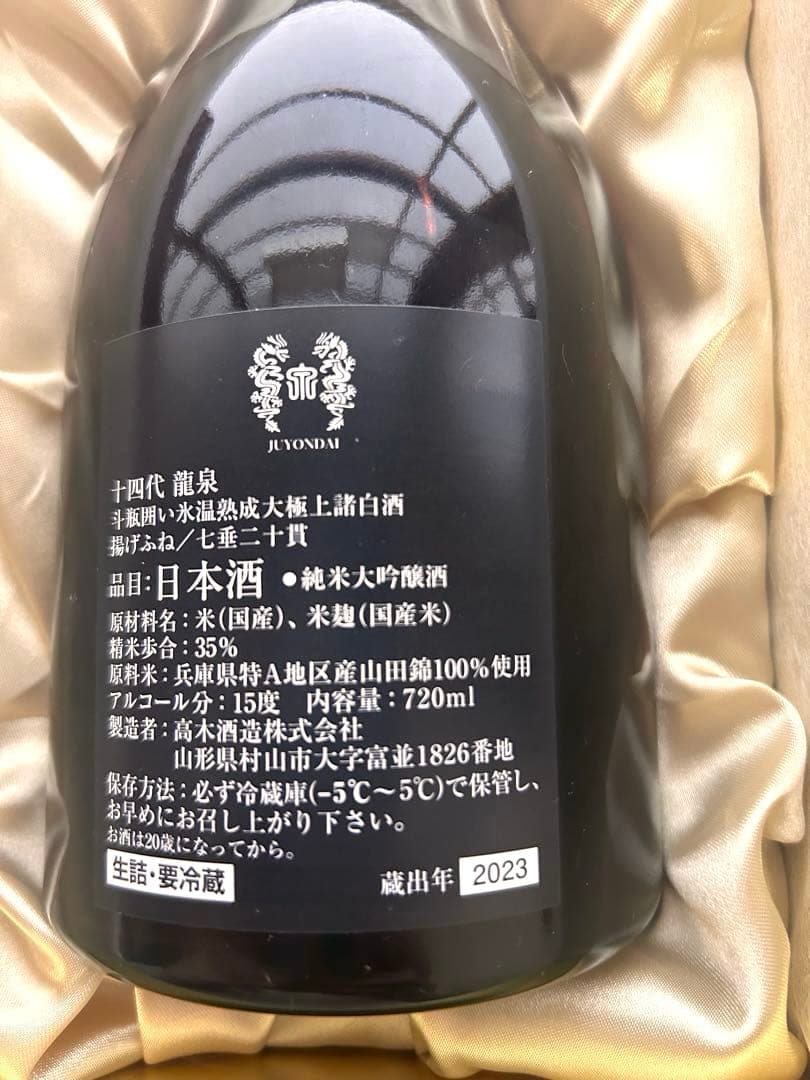 泉
JUYONDAI
十四代 龍泉
斗瓶囲い氷温熟成大極上諸白酒
揚げふね/七垂二十貫
品目:日本酒 ●純米大吟醸酒
原材料名:米(国産)、米麹(国産米)
精米歩合:35%
原料米:兵庫県特A地区産山田錦100%使用
アルコール分:15度 内容量:720ml
製造者:高木酒造株式会社
山形県村山市大字富並1826番地
保存方法:必ず冷蔵庫(−5℃〜5℃)で保管し、
お早めにお召し上がり下さい。
お酒は20歳になってから。
生詰・要冷蔵 蔵出年 2023